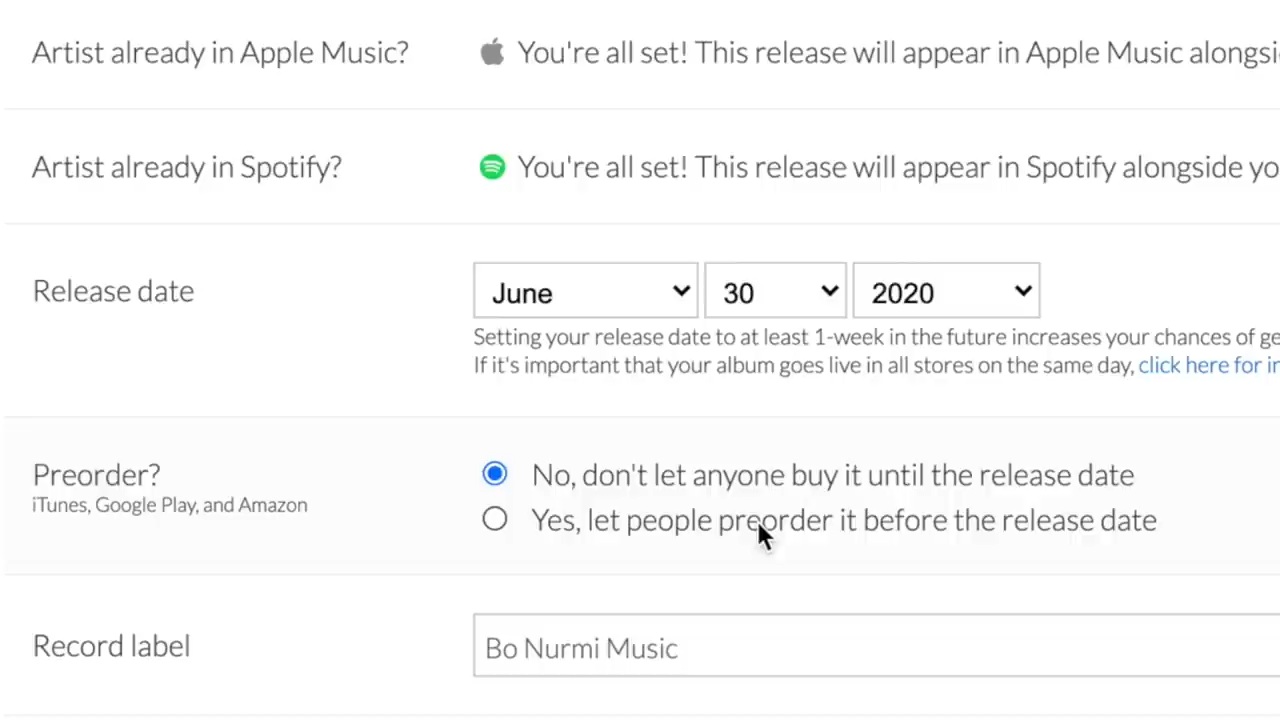 Artist already in Apple Music?
You're all set! This release will appear in Apple Music
Artist already in Spotify?
You're all set! This release will appear in Spotify alongside
Release date
June 30 2020
Setting your release date to at least 1-week in the future increases your chances of
If it's important that your album goes live in all stores on the same day, click here for
Preorder?
iTunes, Google Play, and Amazon
No, don't let anyone buy it until the release date
Yes, let people preorder it before the release date
Record label
Bo Nurmi Music